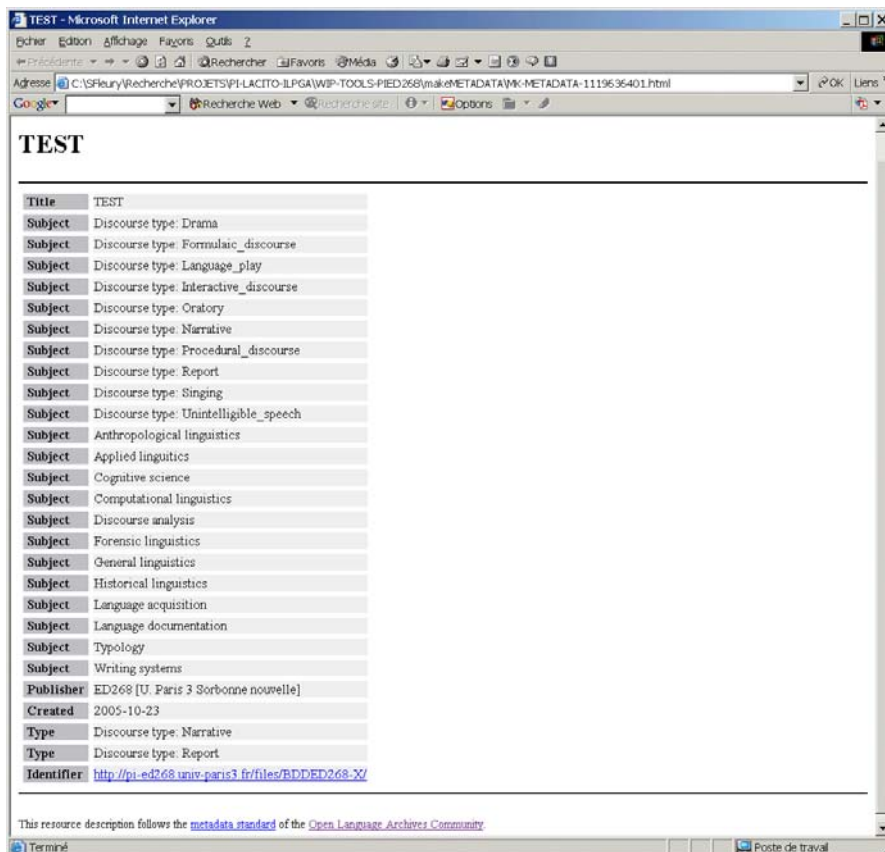 TEST - Microsoft Internet Explorer
Fichier Edition Affichage Favoris Outils ?
Précédente Rechercher Favoris Média
Adresse C:\SFleury\Recherche\PROJETS\PI-LACITO-ILPGA\WIP-TOOLS-PIED268\makeMETADATA\MK-METADATA-1119636401.html OK Liens
Google Recherche Web Recherche site Options
TEST
Title TEST
Subject Discourse type: Drama
Subject Discourse type: Formulaic_discourse
Subject Discourse type: Language_play
Subject Discourse type: Interactive_discourse
Subject Discourse type: Oratory
Subject Discourse type: Narrative
Subject Discourse type: Procedural_discourse
Subject Discourse type: Report
Subject Discourse type: Singing
Subject Discourse type: Unintelligible_speech
Subject Anthropological linguistics
Subject Applied linguitics
Subject Cognitive science
Subject Computational linguistics
Subject Discourse analysis
Subject Forensic linguistics
Subject General linguistics
Subject Historical linguistics
Subject Language acquisition
Subject Language documentation
Subject Typology
Subject Writing systems
Publisher ED268 [U. Paris 3 Sorbonne nouvelle]
Created 2005-10-23
Type Discourse type: Narrative
Type Discourse type: Report
Identifier http://pi-ed268.univ-paris3.fr/files/BDDED268-X/
This resource description follows the metadata standard of the Open Language Archives Community.
Terminé Poste de travail